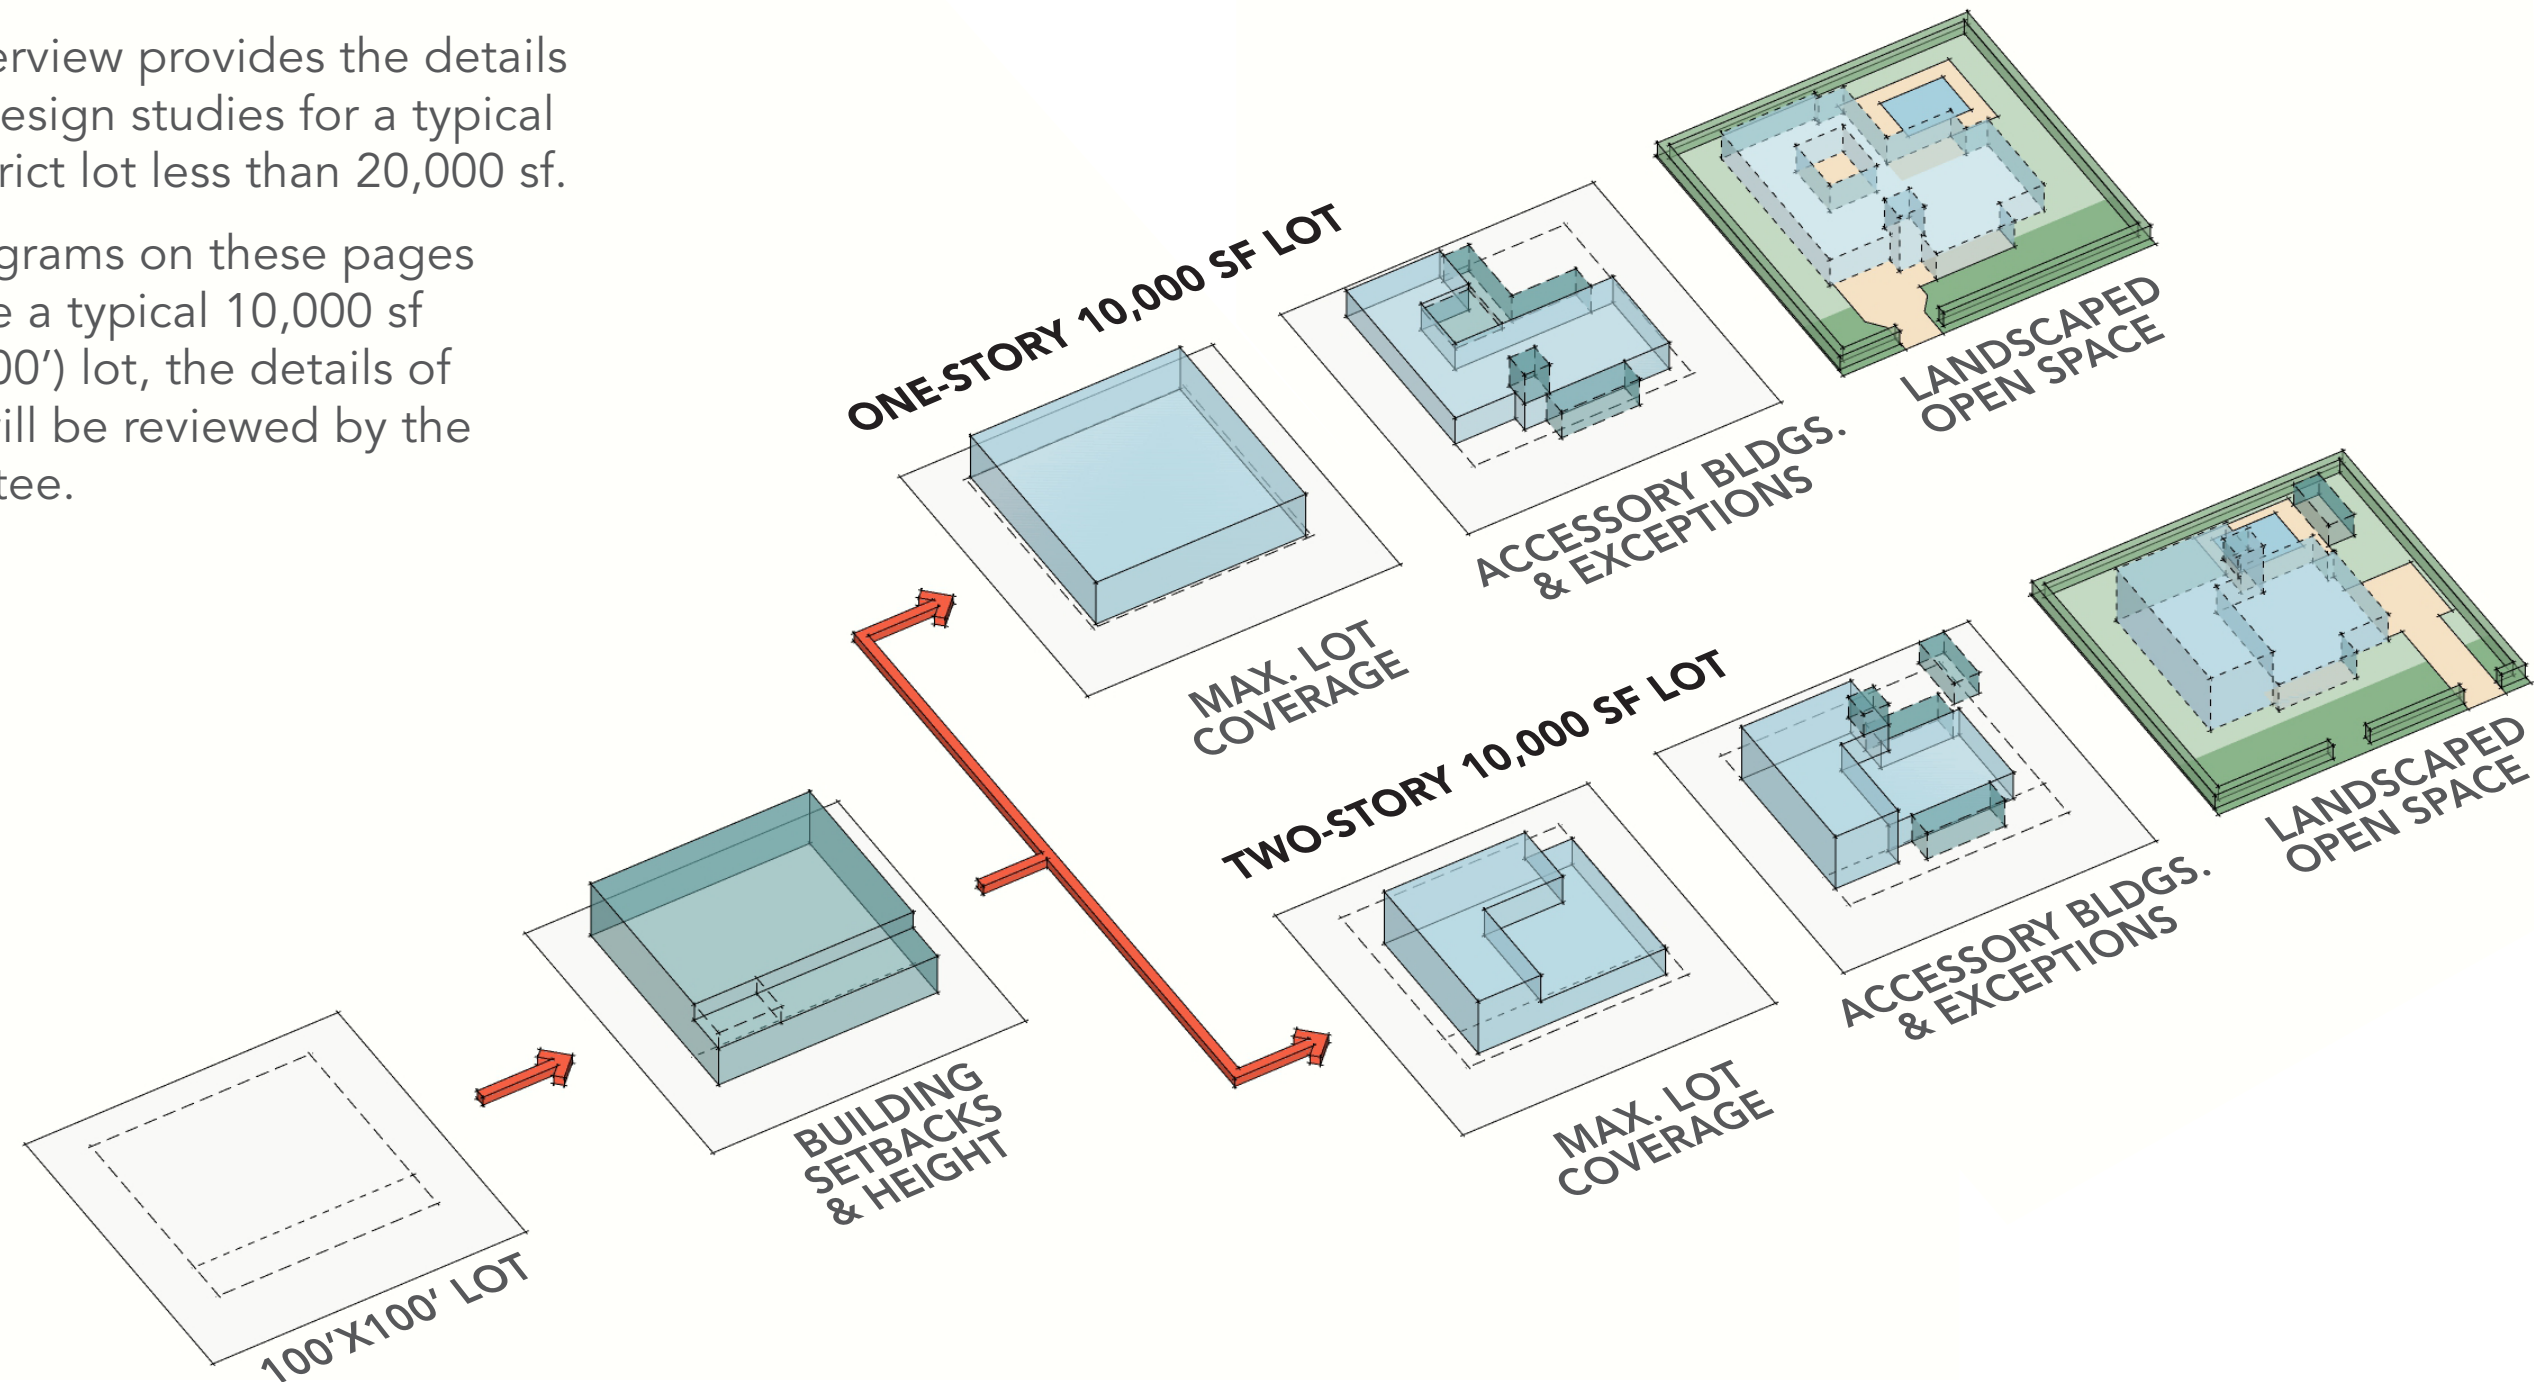 erview provides the details
esign studies for a typical
rict lot less than 20,000 sf.
grams on these pages
e a typical 10,000 sf
00′) lot, the details of
ill be reviewed by the
tee.
ONE-STORY 10,000 SF LOT
LANDSCAPED
OPEN SPACE
ACCESSORY BLDGS.
& EXCEPTIONS
MAX. LOT
COVERAGE
TWO-STORY 10,000 SF LOT
LANDSCAPED
OPEN SPACE
ACCESSORY BLDGS.
& EXCEPTIONS
MAX. LOT
COVERAGE
BUILDING
SETBACKS
& HEIGHT
100'X100' LOT